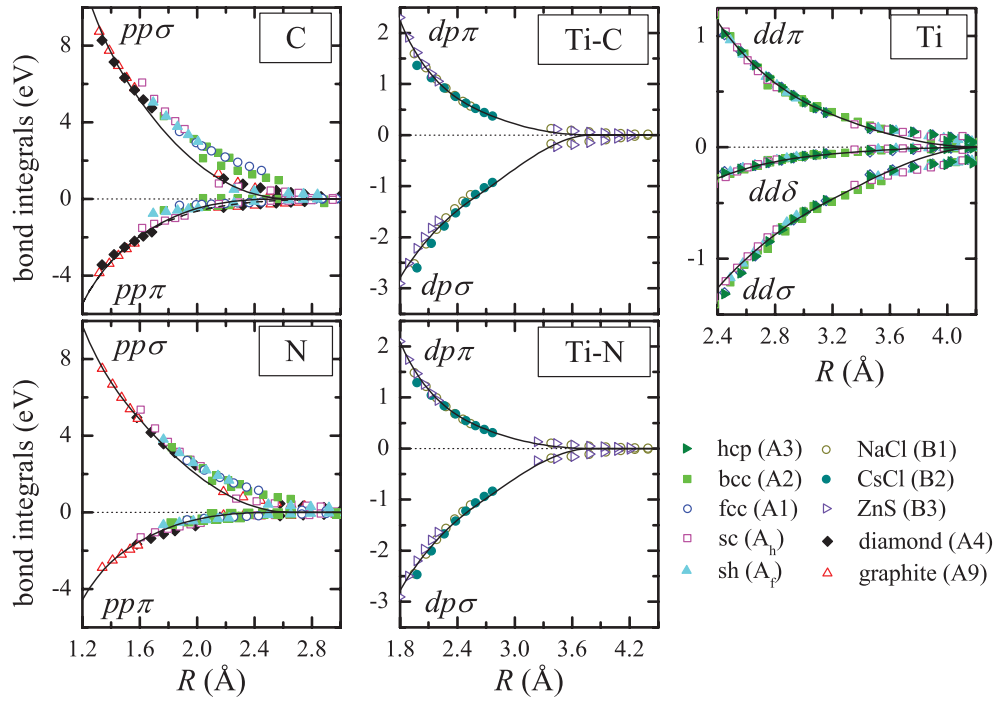 bond integrals (eV)
8
4
0
-4
ppσ
C
ppπ
2
1
0
-1
-2
-3
dpπ
Ti-C
dpσ
1
0
-1
ddπ
Ti
ddδ
ddσ
2.4 2.8 3.2 3.6 4.0
R (Å)
bond integrals (eV)
8
4
0
-4
ppσ
N
ppπ
1.2 1.6 2.0 2.4 2.8
R (Å)
2
1
0
-1
-2
-3
dpπ
Ti-N
dpσ
1.8 2.4 3.0 3.6 4.2
R (Å)
hcp (A3)
bcc (A2)
fcc (A1)
sc (Ah)
sh (Af)
NaCl (B1)
CsCl (B2)
ZnS (B3)
diamond (A4)
graphite (A9)